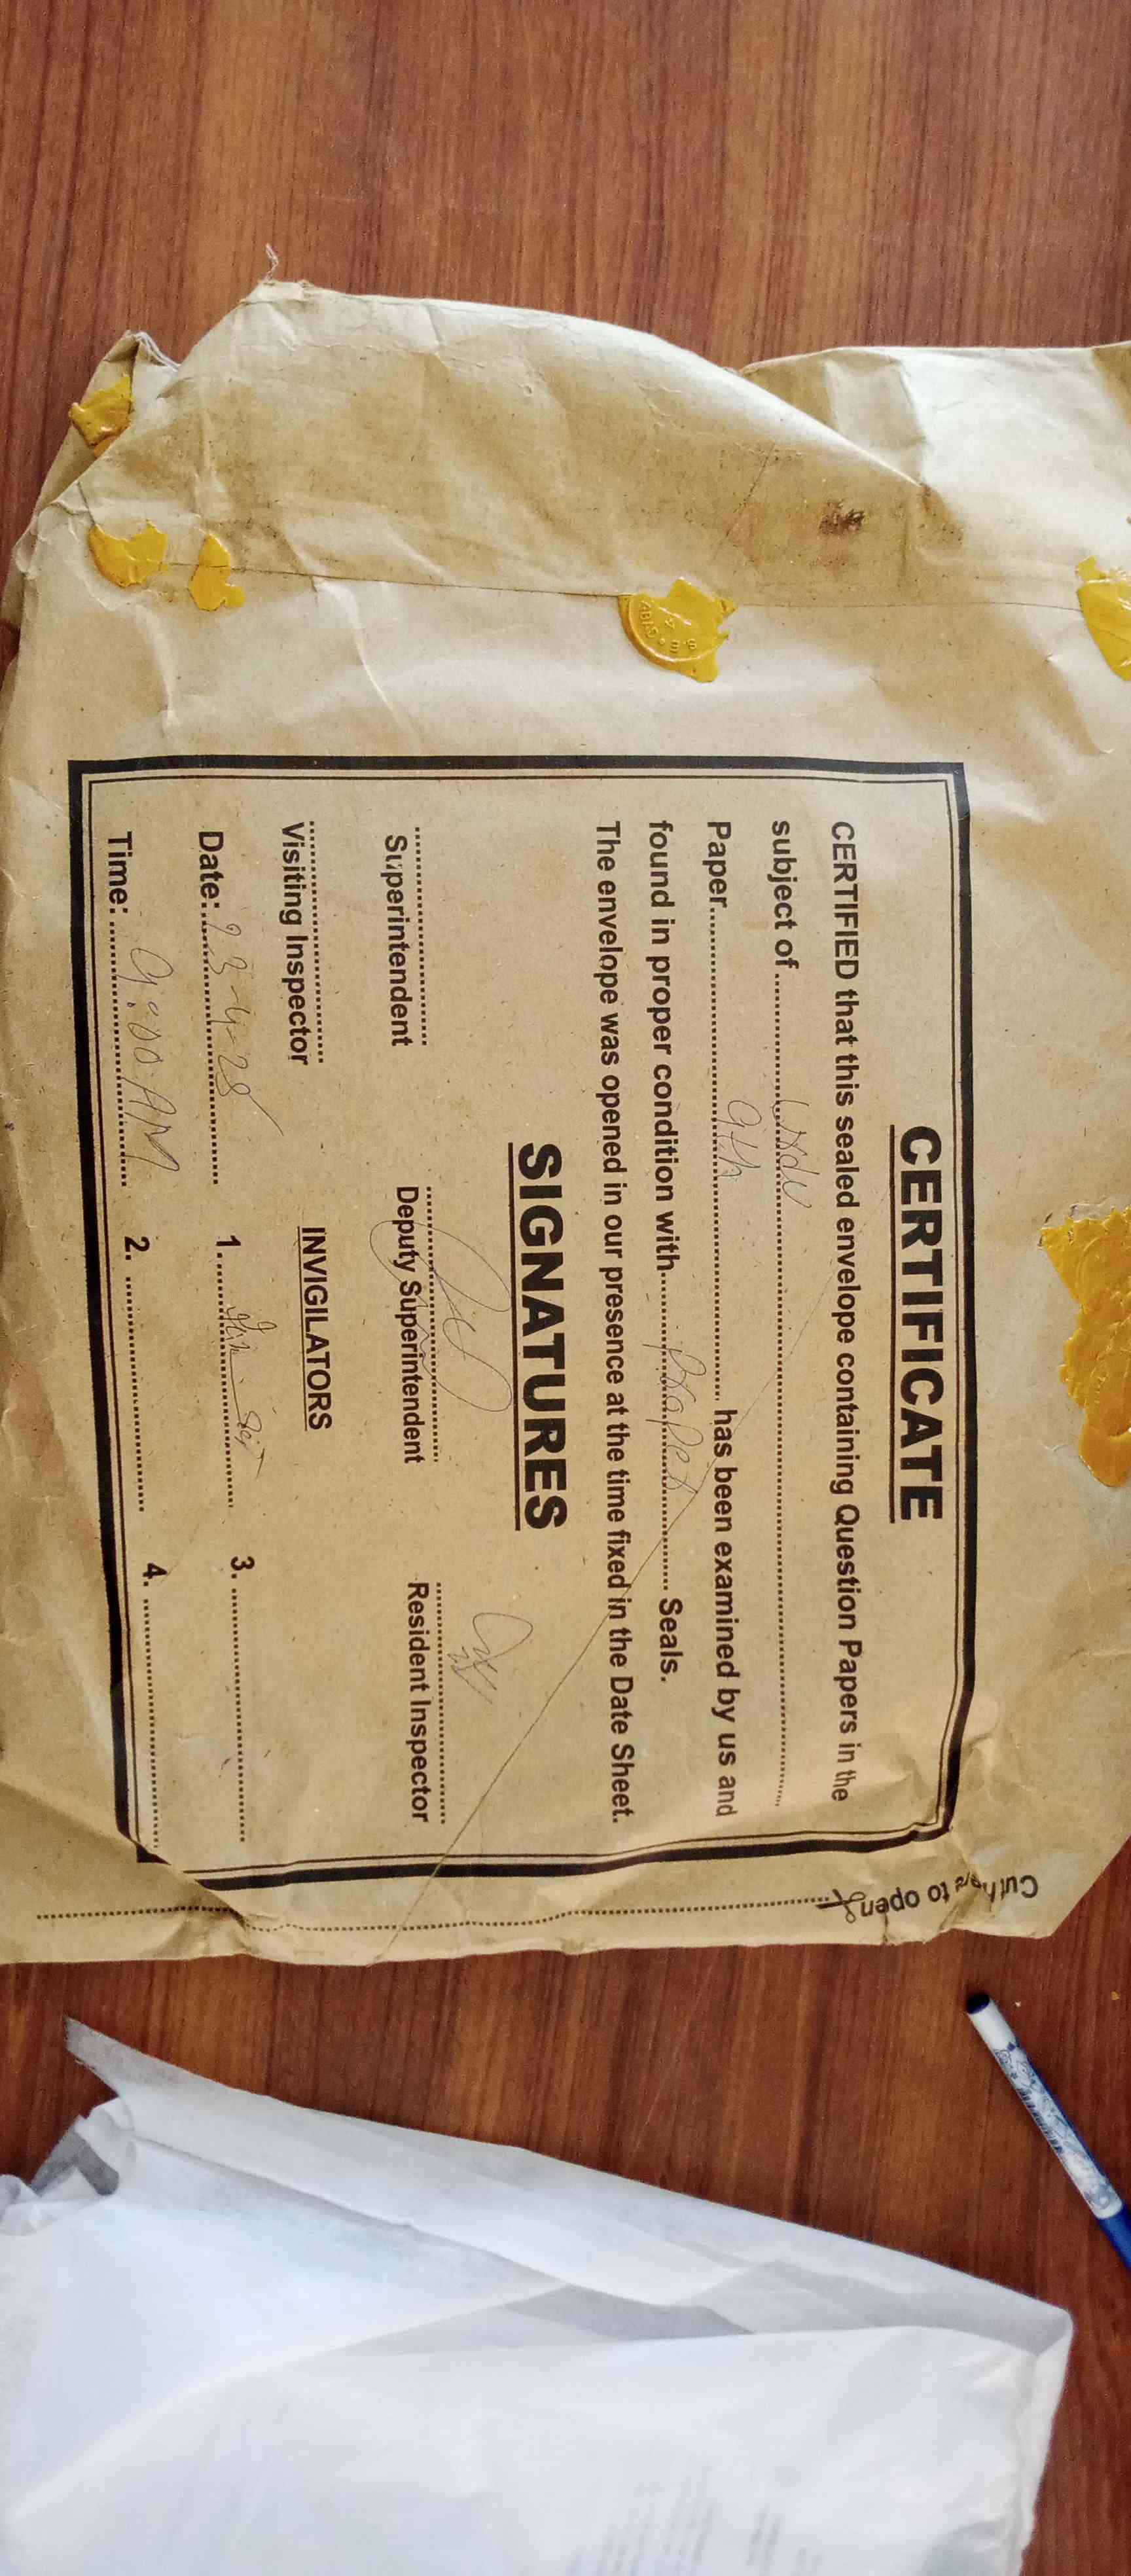 CERTIFICATE
CERTIFIED that this sealed envelope containing Question Papers in the
subject of .......... Urdu ..........
Paper.......... 9th .......... has been examined by us and
found in proper condition with.......... Proper .......... Seals.
The envelope was opened in our presence at the time fixed in the Date Sheet.
SIGNATURES
Superintendent Deputy Superintendent Resident Inspector
Visiting Inspector INVIGILATORS
Date: 23-4-25 1. .......... 3. ..........
Time: 9:00 AM 2. .......... 4. ..........
Cut here to open